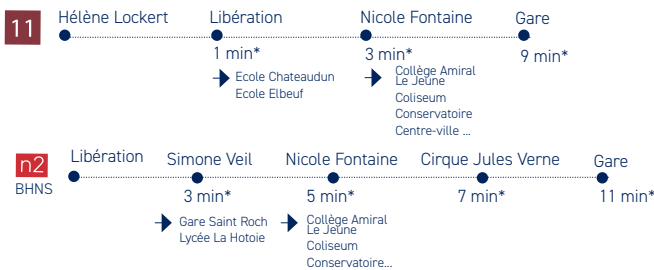 11
Hélène Lockert Libération Nicole Fontaine Gare
1 min* 3 min* 9 min*
Ecole Chateaudun
Ecole Elbeuf
Collège Amiral
Le Jeune
Coliseum
Conservatoire
Centre-ville ...
n2
BHNS
Libération Simone Veil Nicole Fontaine Cirque Jules Verne Gare
3 min* 5 min* 7 min* 11 min*
Gare Saint Roch
Lycée La Hotoie
Collège Amiral
Le Jeune
Coliseum
Conservatoire...